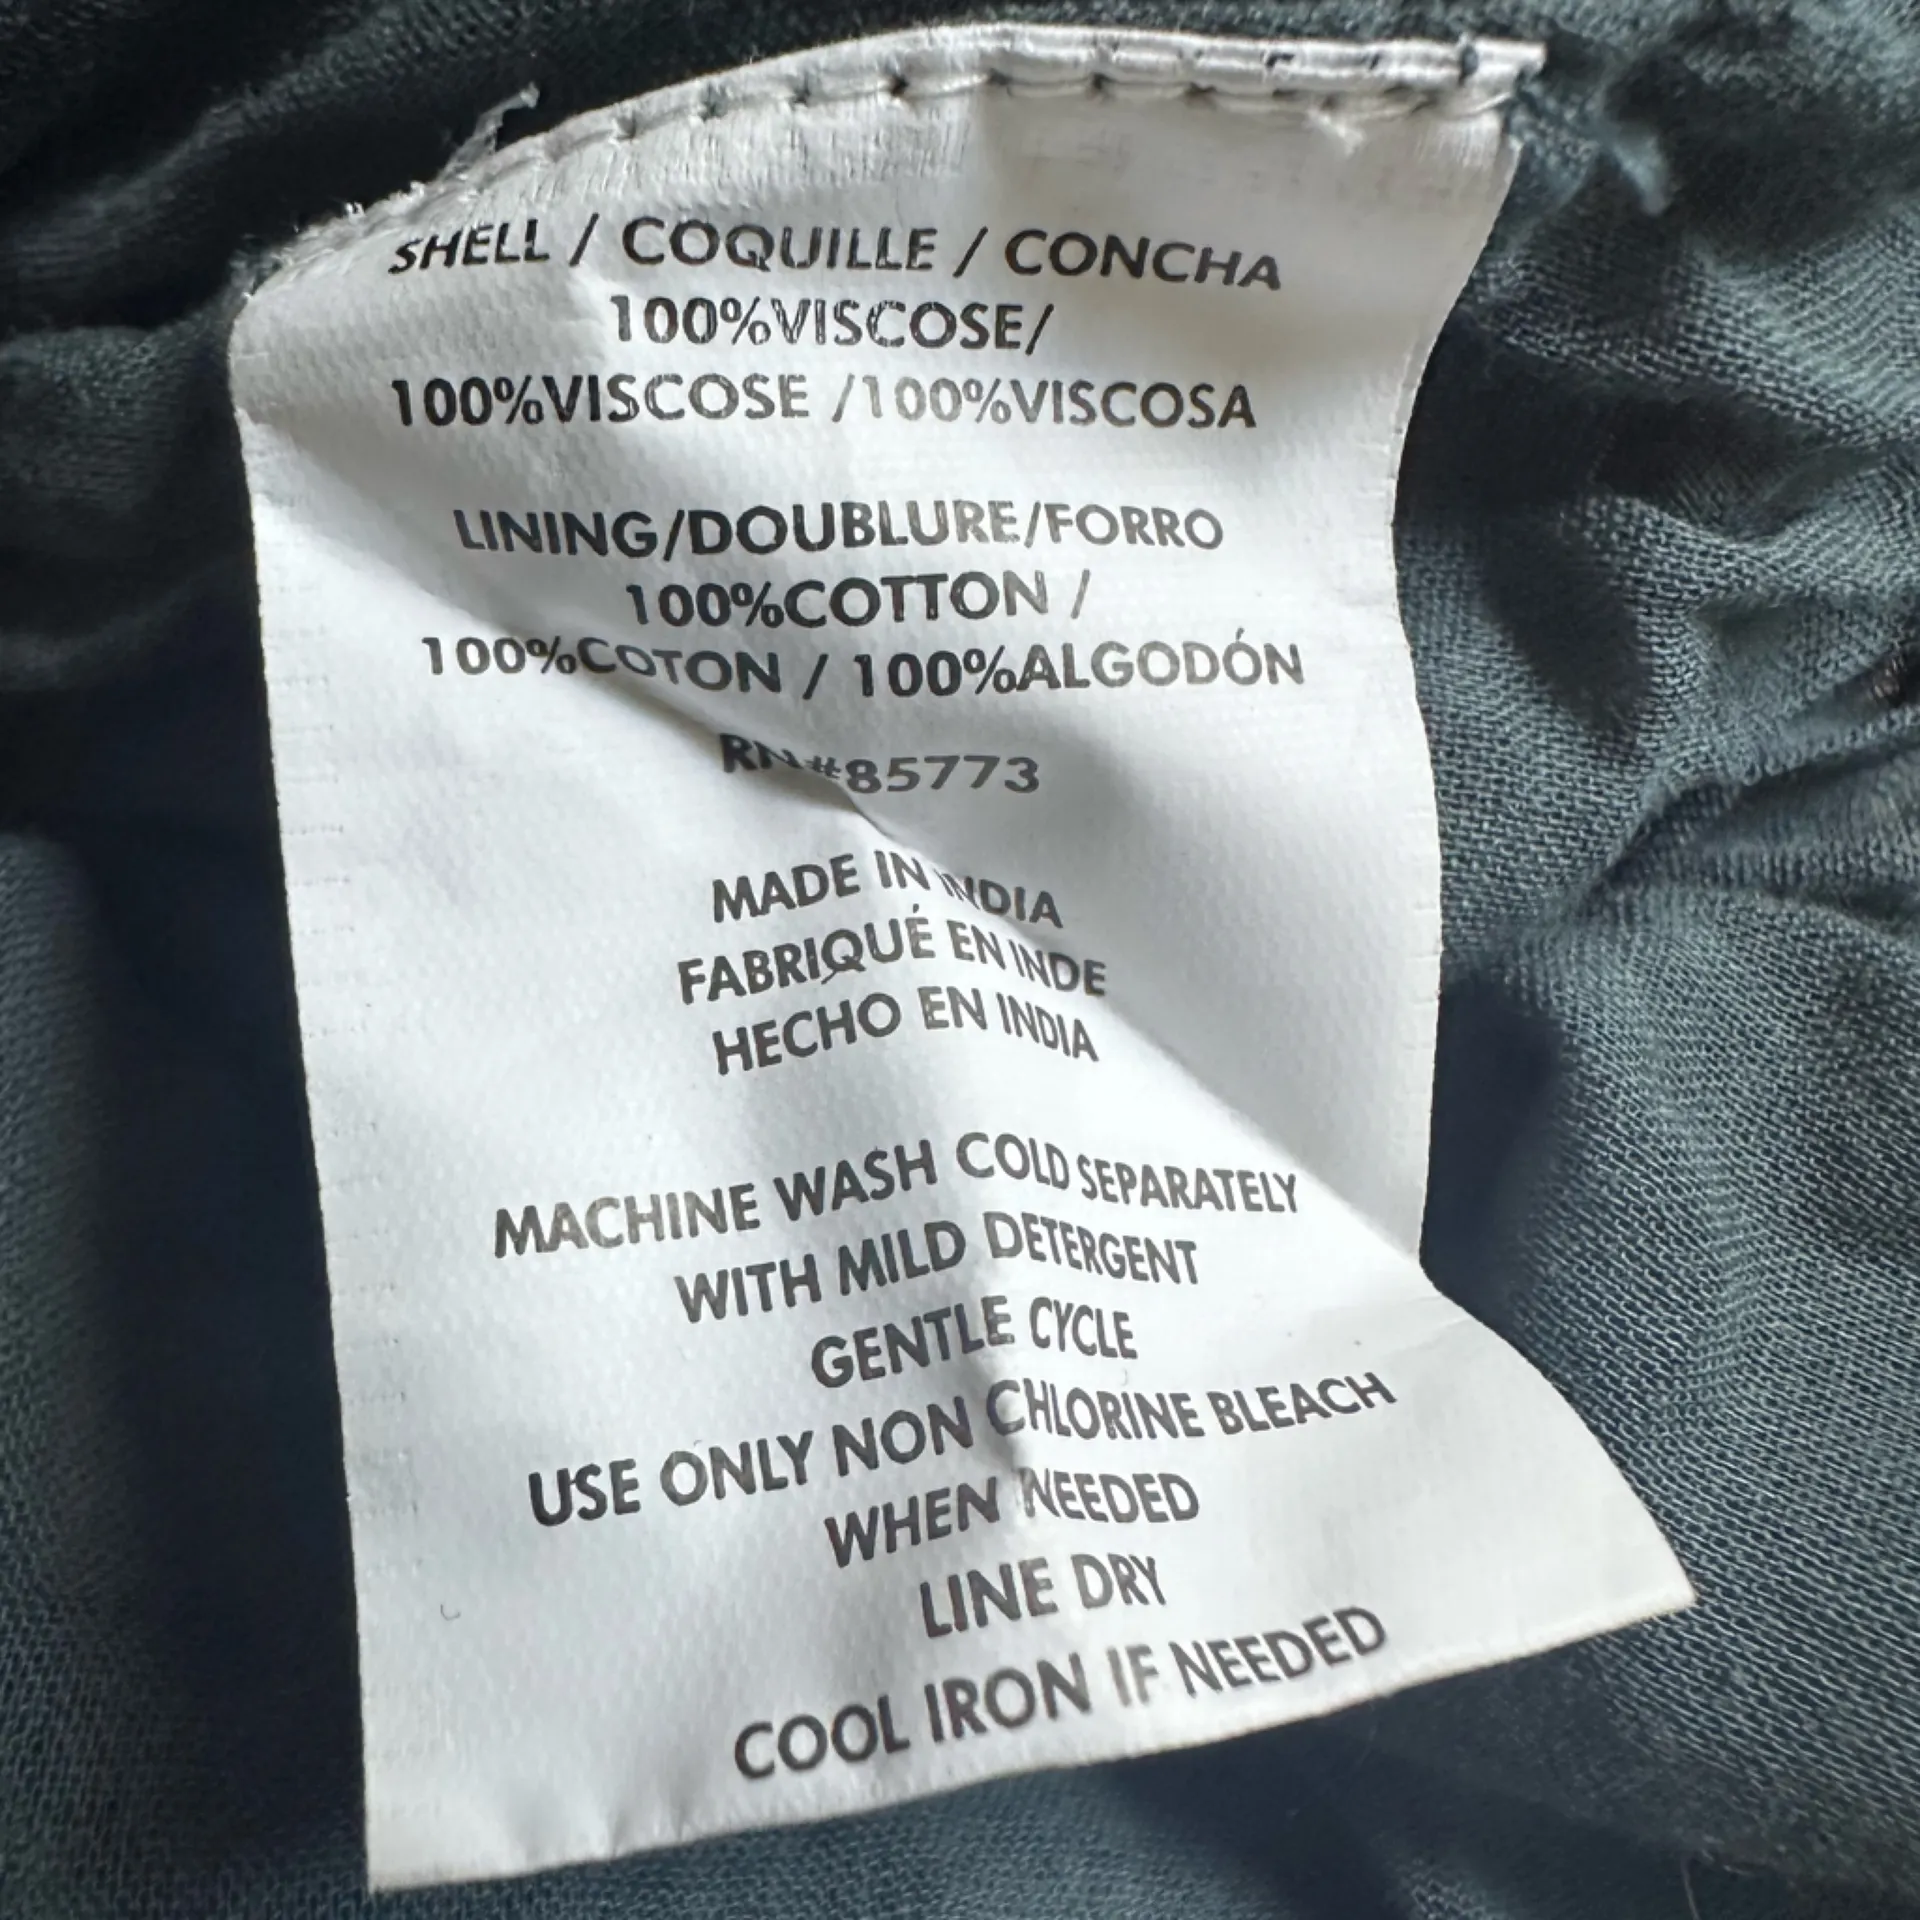 SHELL / COQUILLE / CONCHA
100%VISCOSE/
100%VISCOSE /100%VISCOSA
LINING/DOUBLURE/FORRO
100%COTTON /
100%COTON / 100%ALGODÓN
RN#85773
MADE IN INDIA
FABRIQUÉ EN INDE
HECHO EN INDIA
MACHINE WASH COLD SEPARATELY
WITH MILD DETERGENT
GENTLE CYCLE
USE ONLY NON CHLORINE BLEACH
WHEN NEEDED
LINE DRY
COOL IRON IF NEEDED